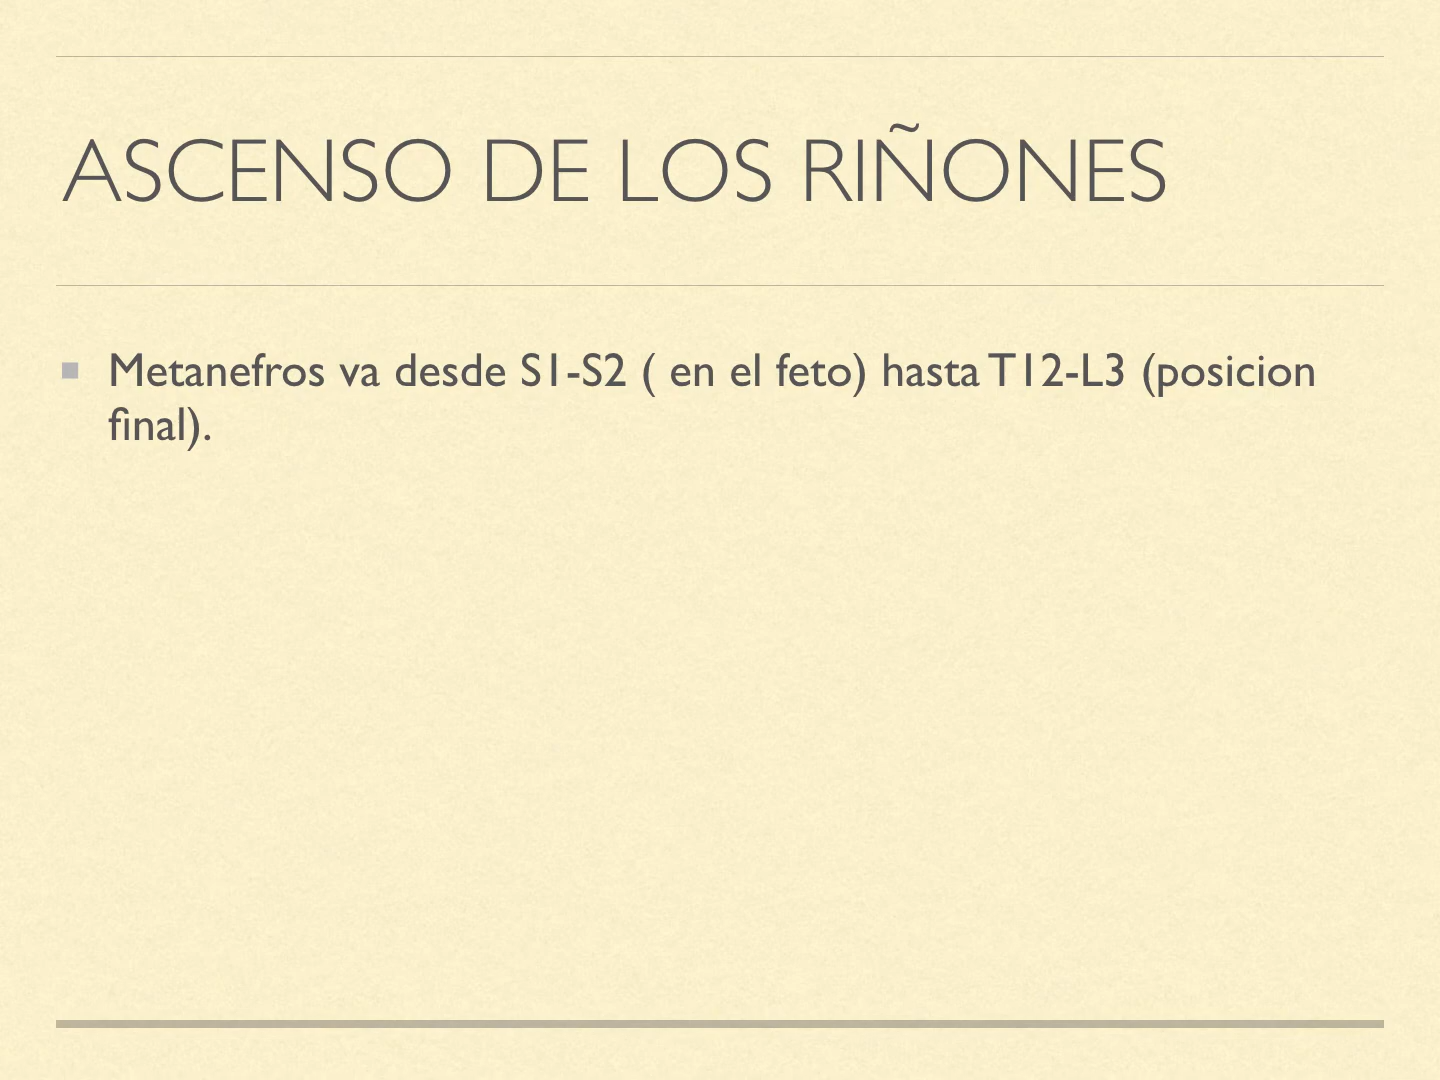 ASCENSO DE LOS RIÑONES
Metanefros va desde S1-S2 ( en el feto) hasta T12-L3 (posicion
final).